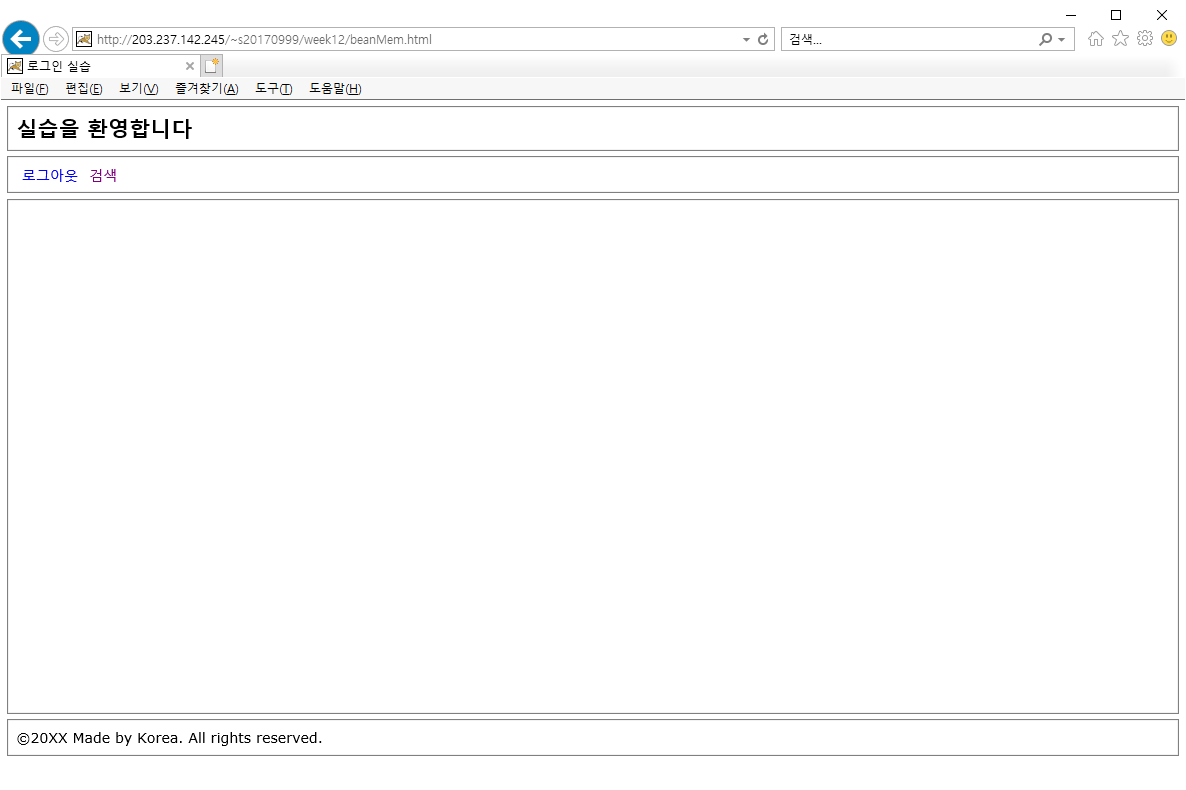 http://203.237.142.245/~s20170999/week12/beanMem.html
검색...
로그인 실습
파일(F) 편집(E) 보기(V) 즐겨찾기(A) 도구(T) 도움말(H)
실습을 환영합니다
로그아웃 검색
©20XX Made by Korea. All rights reserved.